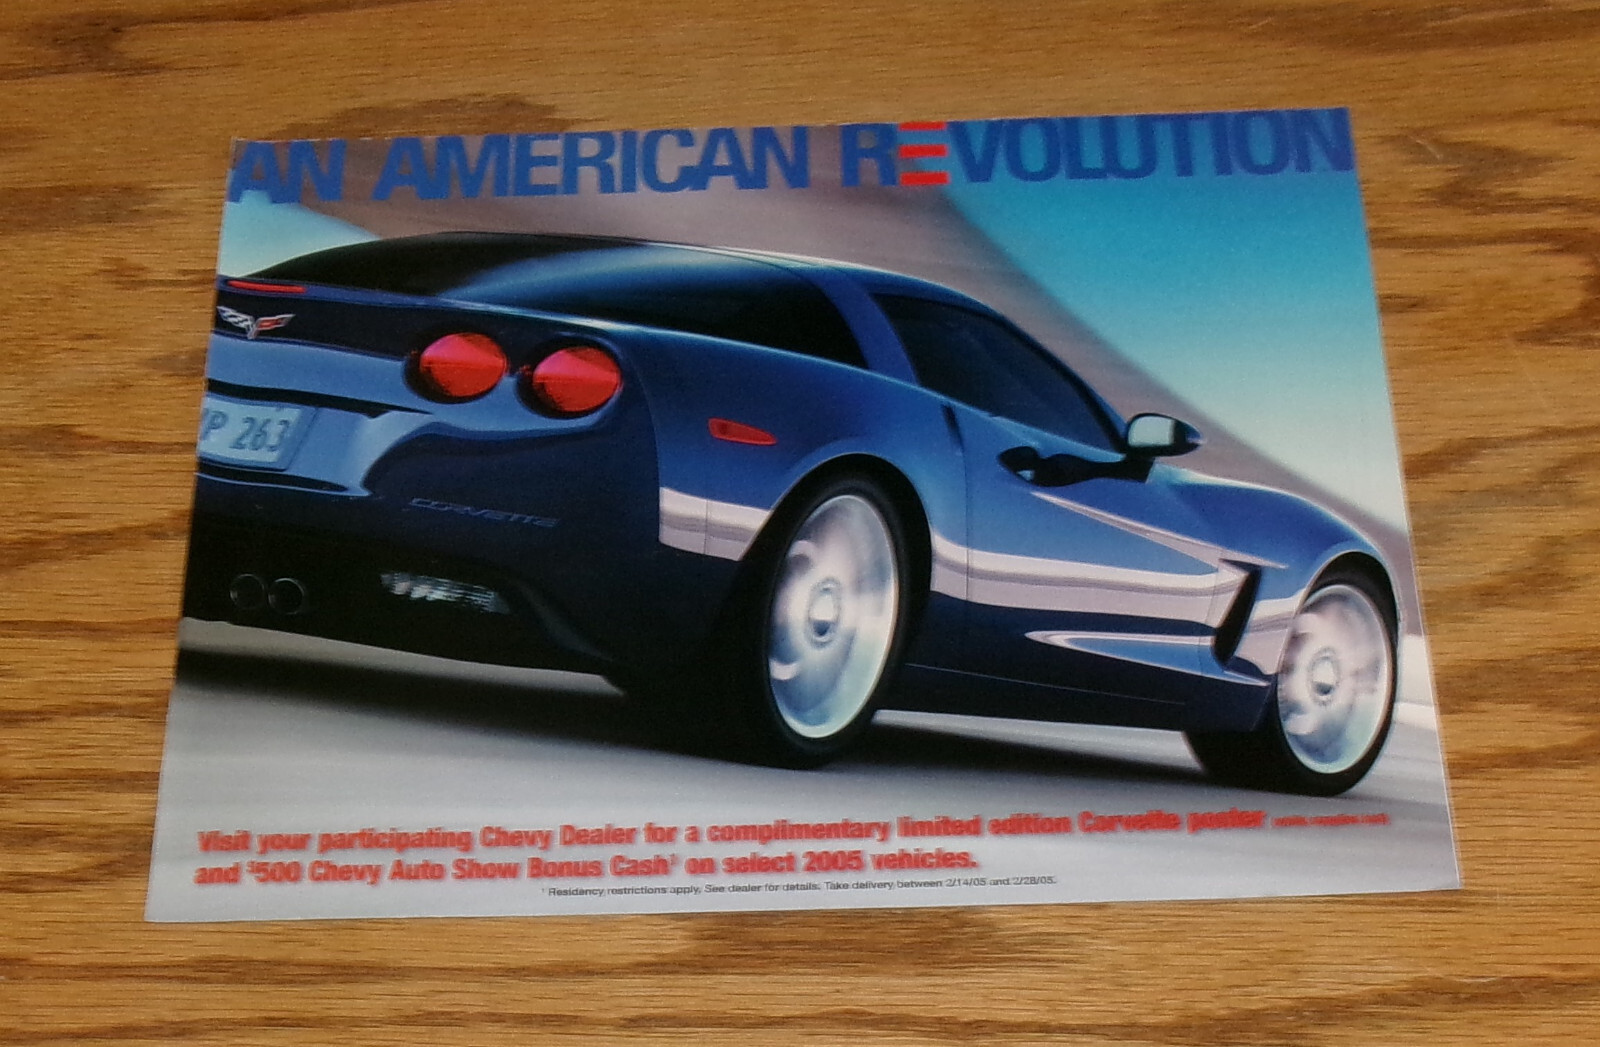 AN AMERICAN REVOLUTION
P 263
CORVETTE
Visit your participating Chevy Dealer for a complimentary limited edition Corvette poster
and $500 Chevy Auto Show Bonus Cash† on select 2005 vehicles.
† Residency restrictions apply. See dealer for details. Take delivery between 2/14/05 and 2/28/05.